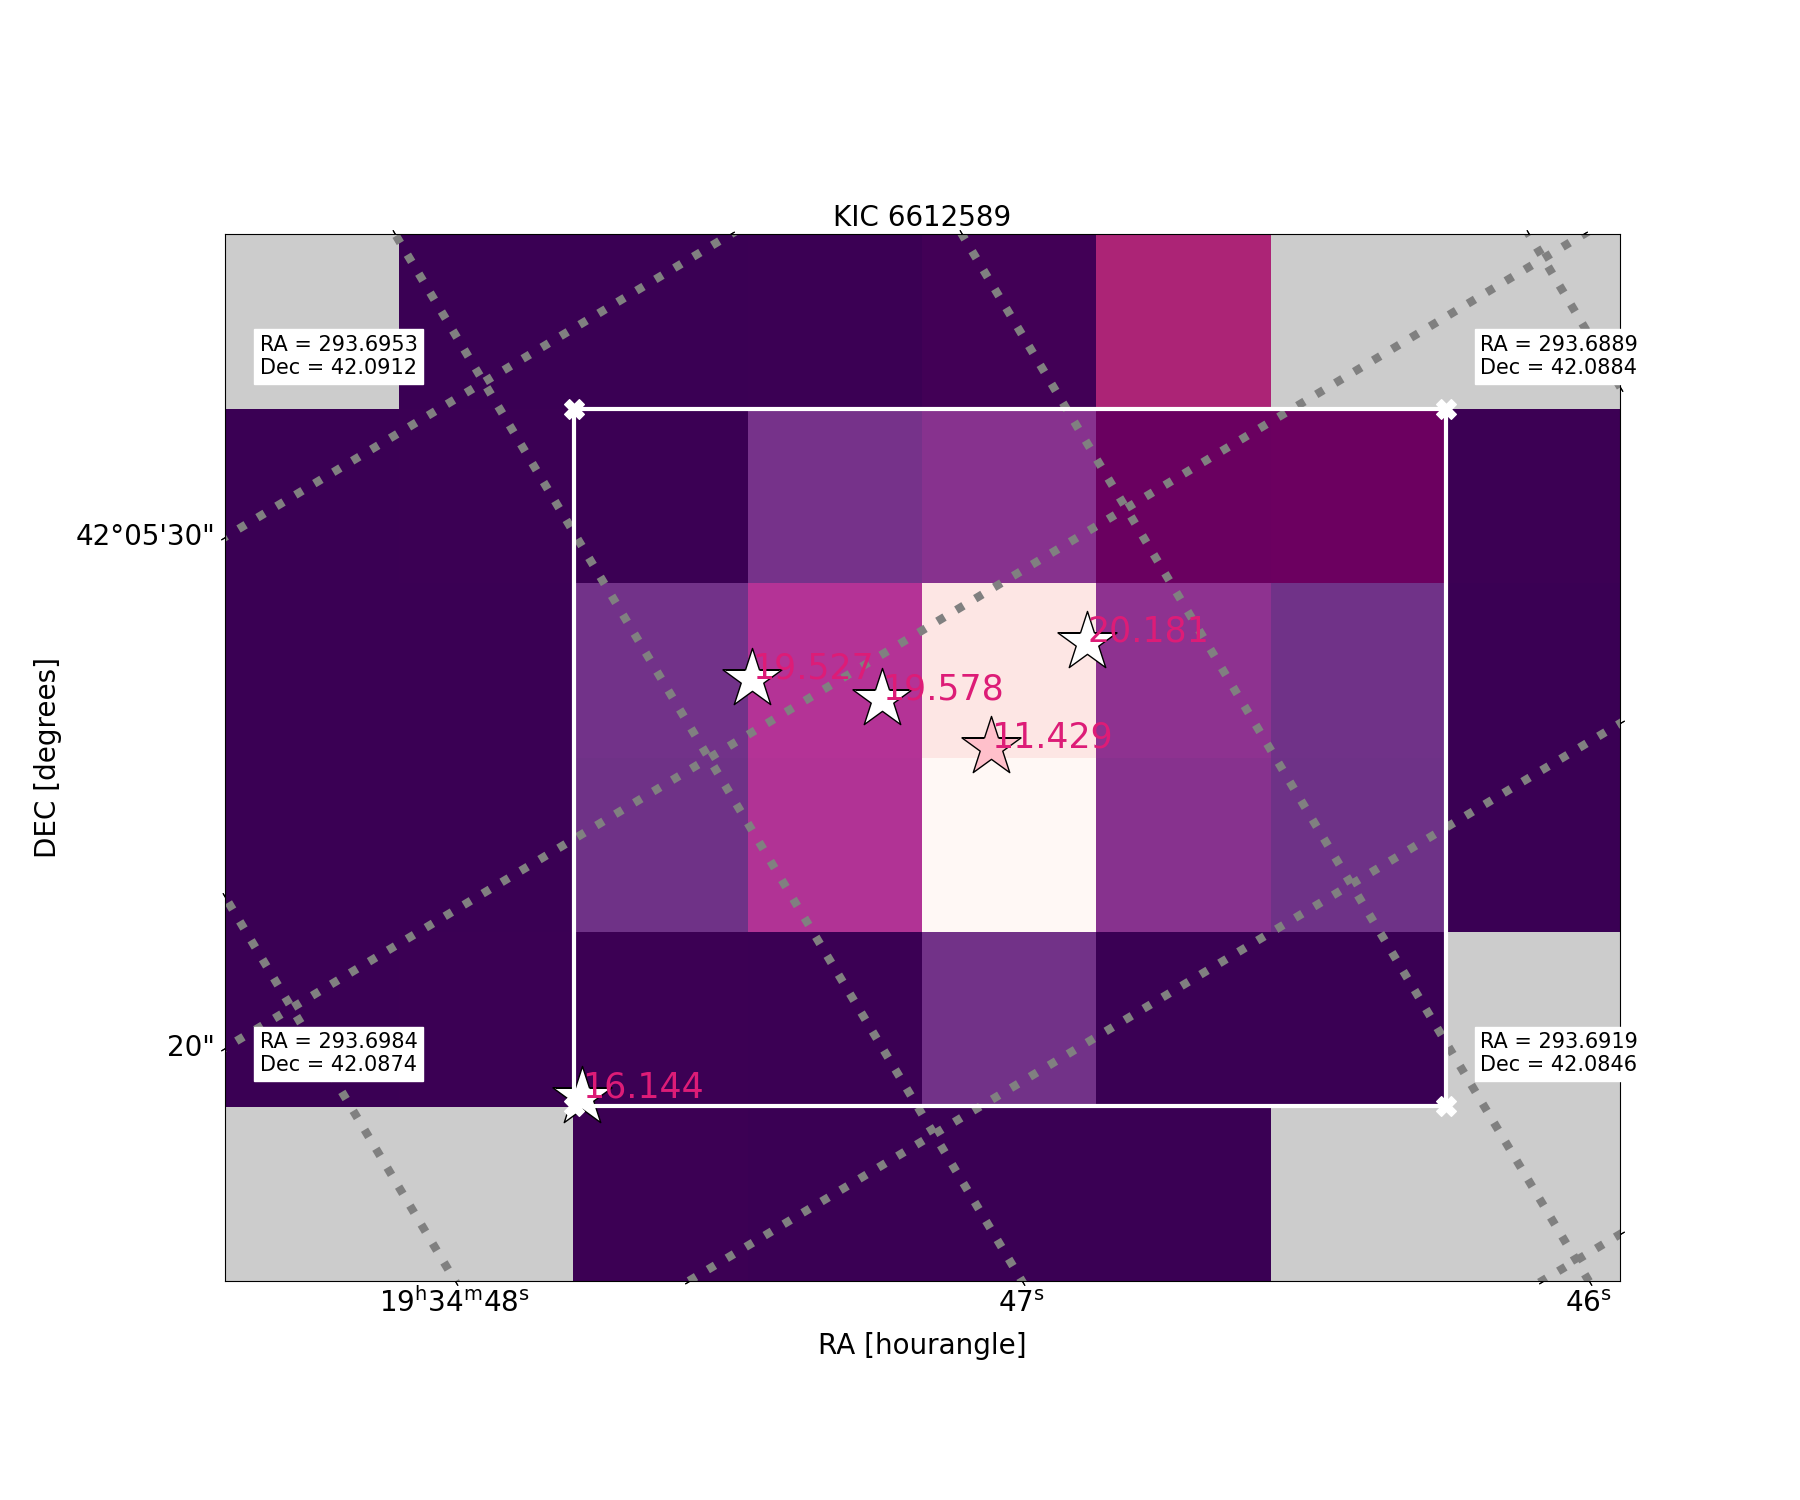 KIC 6612589
RA = 293.6953
Dec = 42.0912
RA = 293.6889
Dec = 42.0884
42°05'30"
20.181
19.527
19.578
11.429
DEC [degrees]
20"
RA = 293.6984
Dec = 42.0874
RA = 293.6919
Dec = 42.0846
16.144
19ʰ34ᵐ48ˢ
47ˢ
46ˢ
RA [hourangle]